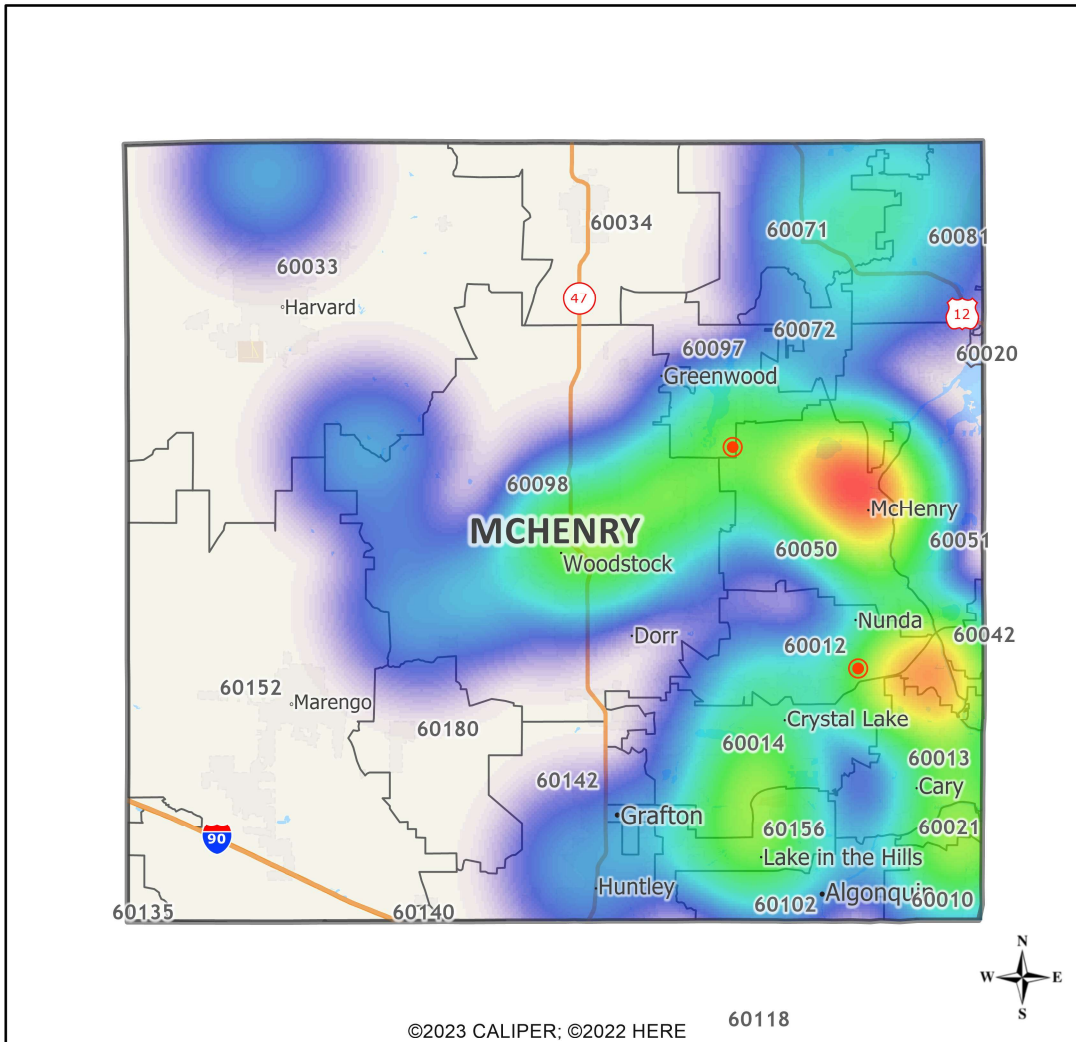 60034
60071
60081
60033
Harvard
47
12
60072
60097
60020
Greenwood
60098
McHenry
MCHENRY
60051
60050
Woodstock
Nunda
Dorr
60042
60012
60152
Marengo
Crystal Lake
60180
60014
60013
60142
Cary
Grafton
60156
60021
90
Lake in the Hills
Huntley
Algonquin
60102
60010
60135
60140
N
W
E
S
60118
©2023 CALIPER; ©2022 HERE